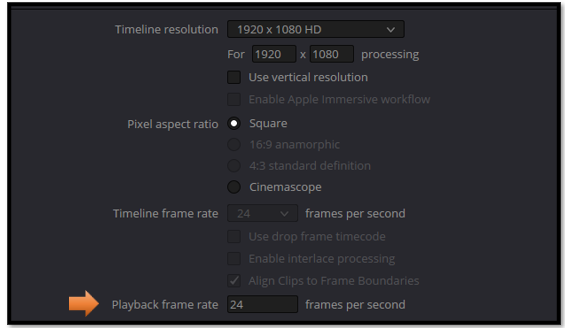 Timeline resolution 1920 x 1080 HD
For 1920 x 1080 processing
Use vertical resolution
Enable Apple Immersive workflow
Pixel aspect ratio Square
16:9 anamorphic
4:3 standard definition
Cinemascope
Timeline frame rate 24 frames per second
Use drop frame timecode
Enable interlace processing
Align Clips to Frame Boundaries
Playback frame rate 24 frames per second